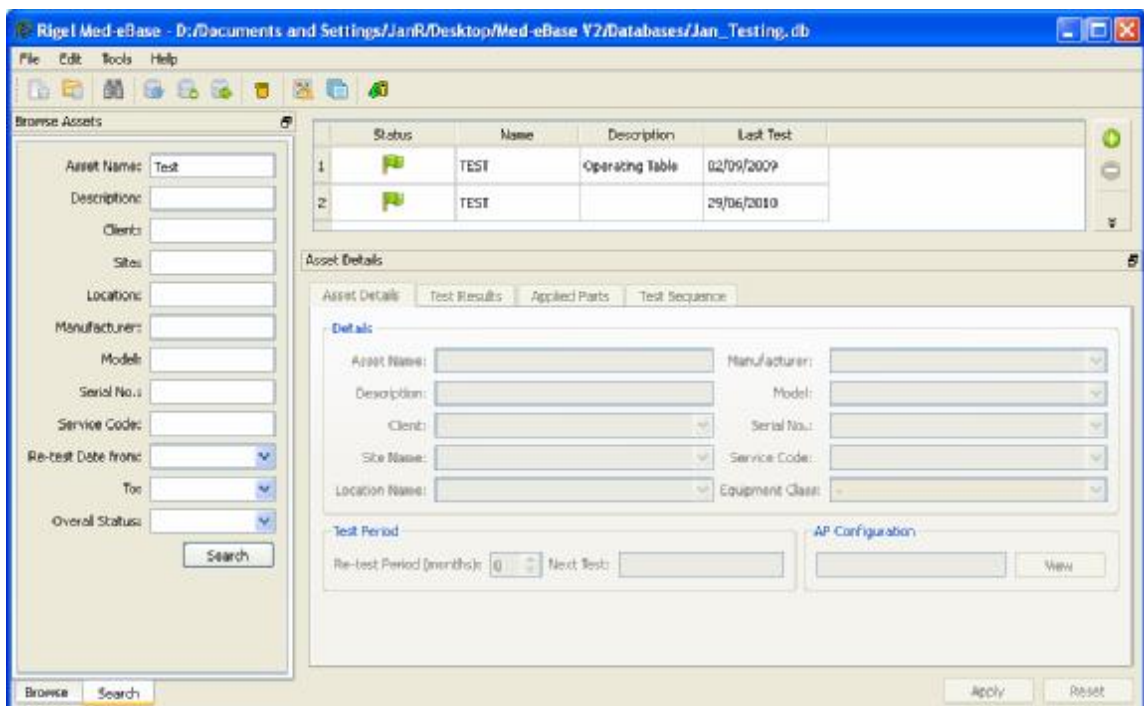 Rigel Med-eBase - D:/Documents and Settings/JanR/Desktop/Med-eBase V2/Databases/Jan_Testing.db
File Edit Tools Help
Browse Assets
Asset Name: Test
Description:
Client:
Site:
Location:
Manufacturer:
Model:
Serial No.:
Service Code:
Re-test Date from:
To:
Overall Status:
Search
Browse Search
Status Name Description Last Test
1 TEST Operating Table 02/09/2009
2 TEST 29/06/2010
Asset Details
Asset Details Test Results Applied Parts Test Sequence
Details
Asset Name: Manufacturer:
Description: Model:
Client: Serial No.:
Site Name: Service Code:
Location Name: Equipment Class: -
Test Period AP Configuration
Re-test Period (months): 0 Next Test: View
Apply Reset